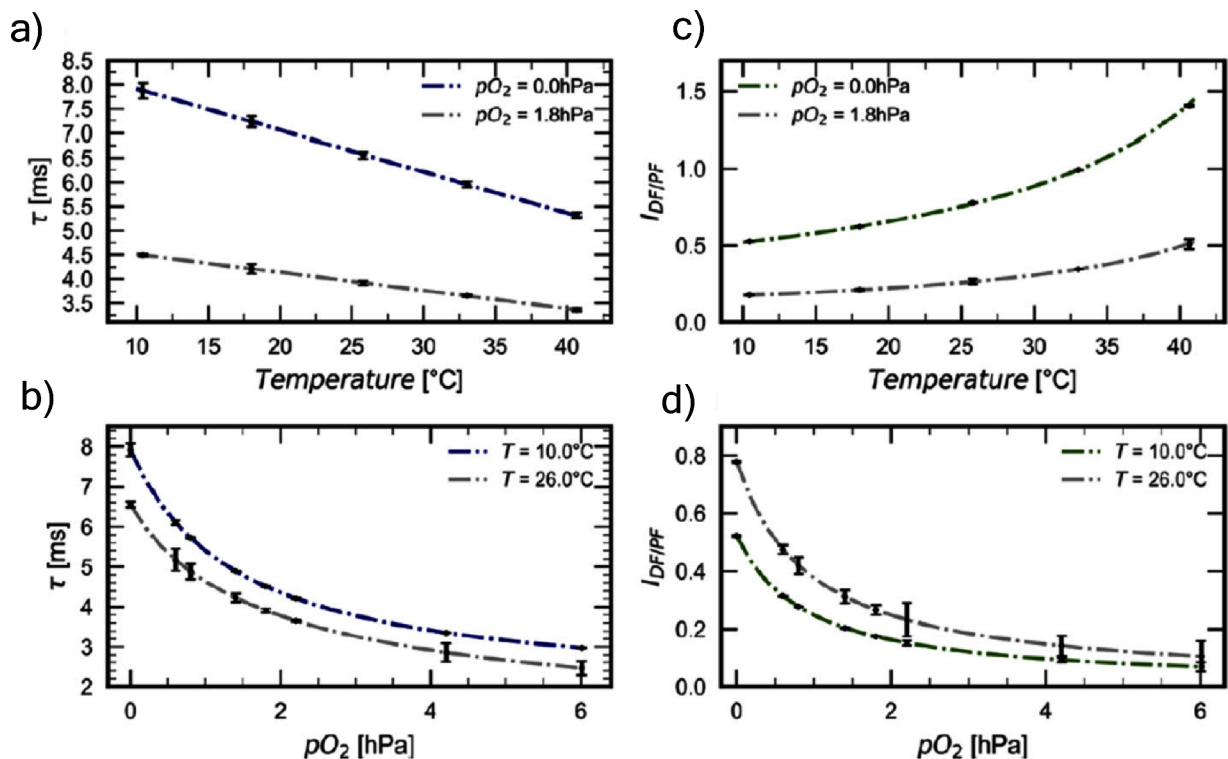 a)
8.5
8.0
7.5
7.0
6.5
6.0
5.5
5.0
4.5
4.0
3.5
τ [ms]
pO₂ = 0.0hPa
pO₂ = 1.8hPa
10 15 20 25 30 35 40
Temperature [°C]
c)
1.5
1.0
0.5
0.0
I_DF/PF
pO₂ = 0.0hPa
pO₂ = 1.8hPa
10 15 20 25 30 35 40
Temperature [°C]
b)
8
7
6
5
4
3
2
τ [ms]
T = 10.0°C
T = 26.0°C
0 2 4 6
pO₂ [hPa]
d)
0.8
0.6
0.4
0.2
0.0
I_DF/PF
T = 10.0°C
T = 26.0°C
0 2 4 6
pO₂ [hPa]